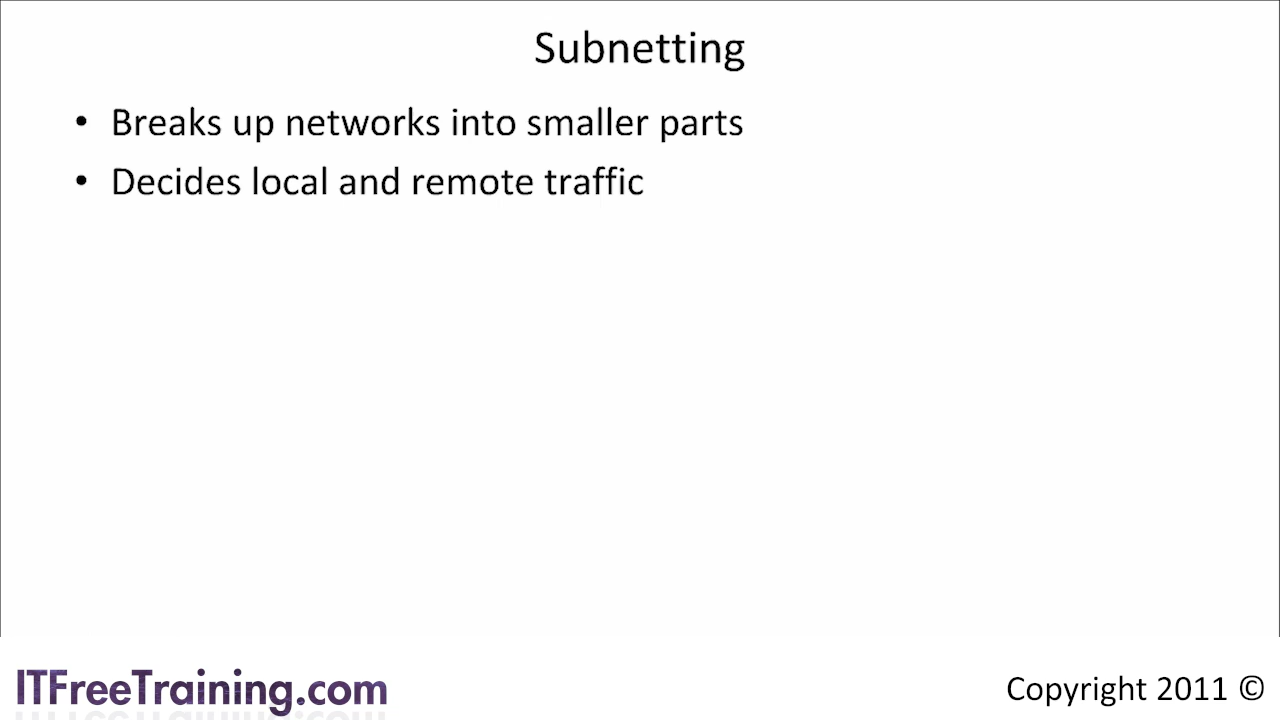 Subnetting
• Breaks up networks into smaller parts
• Decides local and remote traffic
ITFreeTraining.com
Copyright 2011 ©